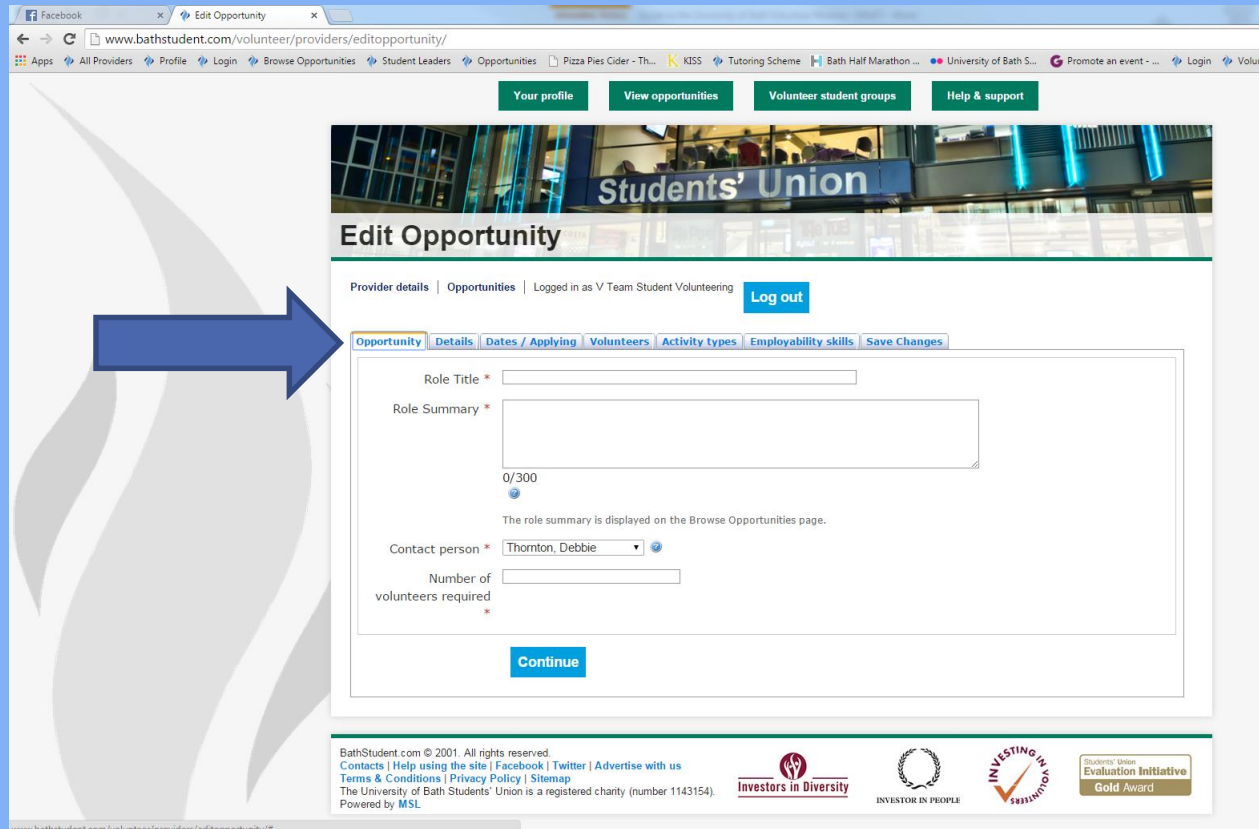 Facebook
Edit Opportunity
www.bathstudent.com/volunteer/providers/editopportunity/
Apps All Providers Profile Login Browse Opportunities Student Leaders Opportunities Pizza Pies Cider - Th... KISS Tutoring Scheme Bath Half Marathon ... University of Bath S... Promote an event - ... Login Volu
Your profile View opportunities Volunteer student groups Help & support
Students' Union
Edit Opportunity
Provider details | Opportunities | Logged in as V Team Student Volunteering Log out
Opportunity Details Dates / Applying Volunteers Activity types Employability skills Save Changes
Role Title *
Role Summary *
0/300
The role summary is displayed on the Browse Opportunities page.
Contact person * Thornton, Debbie
Number of
volunteers required
*
Continue
BathStudent.com © 2001. All rights reserved.
Contacts | Help using the site | Facebook | Twitter | Advertise with us
Terms & Conditions | Privacy Policy | Sitemap
The University of Bath Students' Union is a registered charity (number 1143154).
Powered by MSL
Investors in Diversity
INVESTOR IN PEOPLE
INVESTING IN VOLUNTEERS
Students' Union
Evaluation Initiative
Gold Award
www.bathstudent.com/volunteer/providers/editopportunity/#